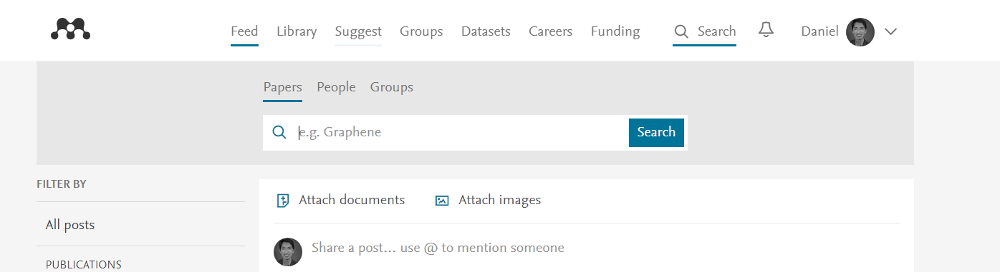 Feed Library Suggest Groups Datasets Careers Funding Search Daniel
Papers People Groups
e.g. Graphene Search
FILTER BY
Attach documents Attach images
All posts
Share a post... use @ to mention someone
PUBLICATIONS